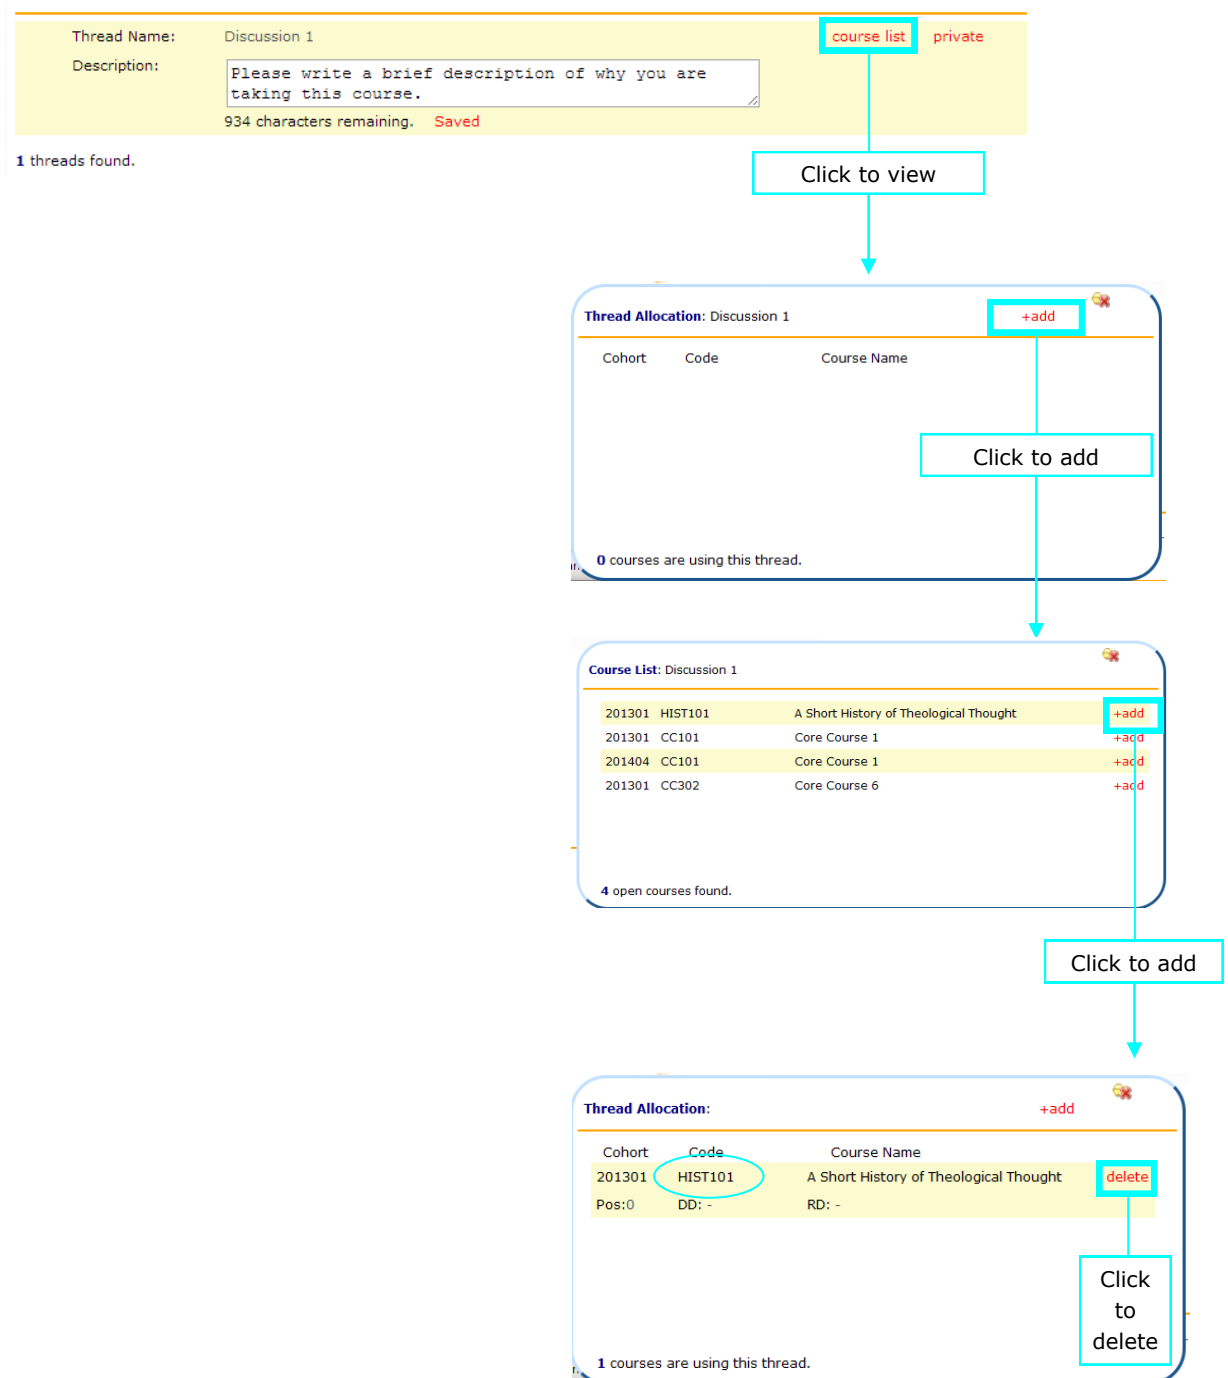 Thread Name: Discussion 1 course list private
Description: Please write a brief description of why you are
taking this course.
934 characters remaining. Saved
1 threads found.
Click to view
Thread Allocation: Discussion 1 +add
Cohort Code Course Name
Click to add
0 courses are using this thread.
Course List: Discussion 1
201301 HIST101 A Short History of Theological Thought +add
201301 CC101 Core Course 1 +add
201404 CC101 Core Course 1 +add
201301 CC302 Core Course 6 +add
4 open courses found.
Click to add
Thread Allocation: +add
Cohort Code Course Name
201301 HIST101 A Short History of Theological Thought delete
Pos:0 DD: - RD: -
Click
to
delete
1 courses are using this thread.